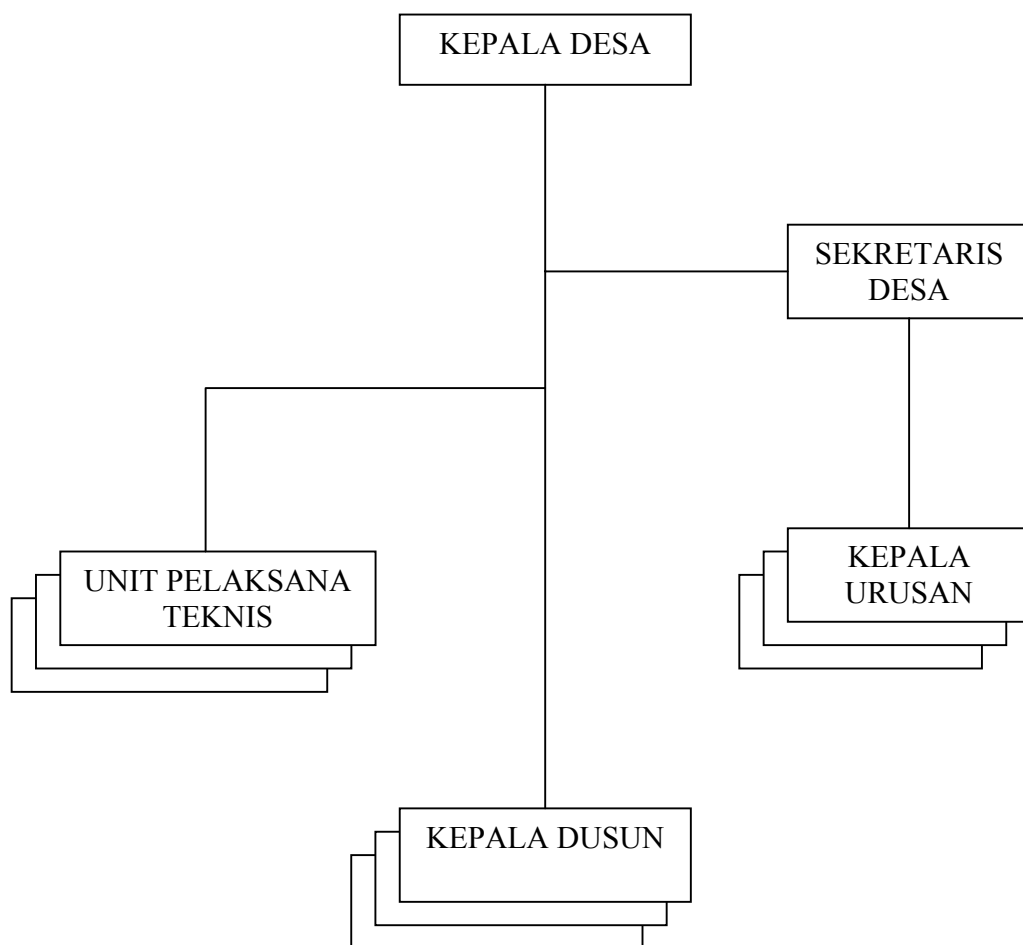 KEPALA DESA
SEKRETARIS
DESA
UNIT PELAKSANA
TEKNIS
KEPALA
URUSAN
KEPALA DUSUN